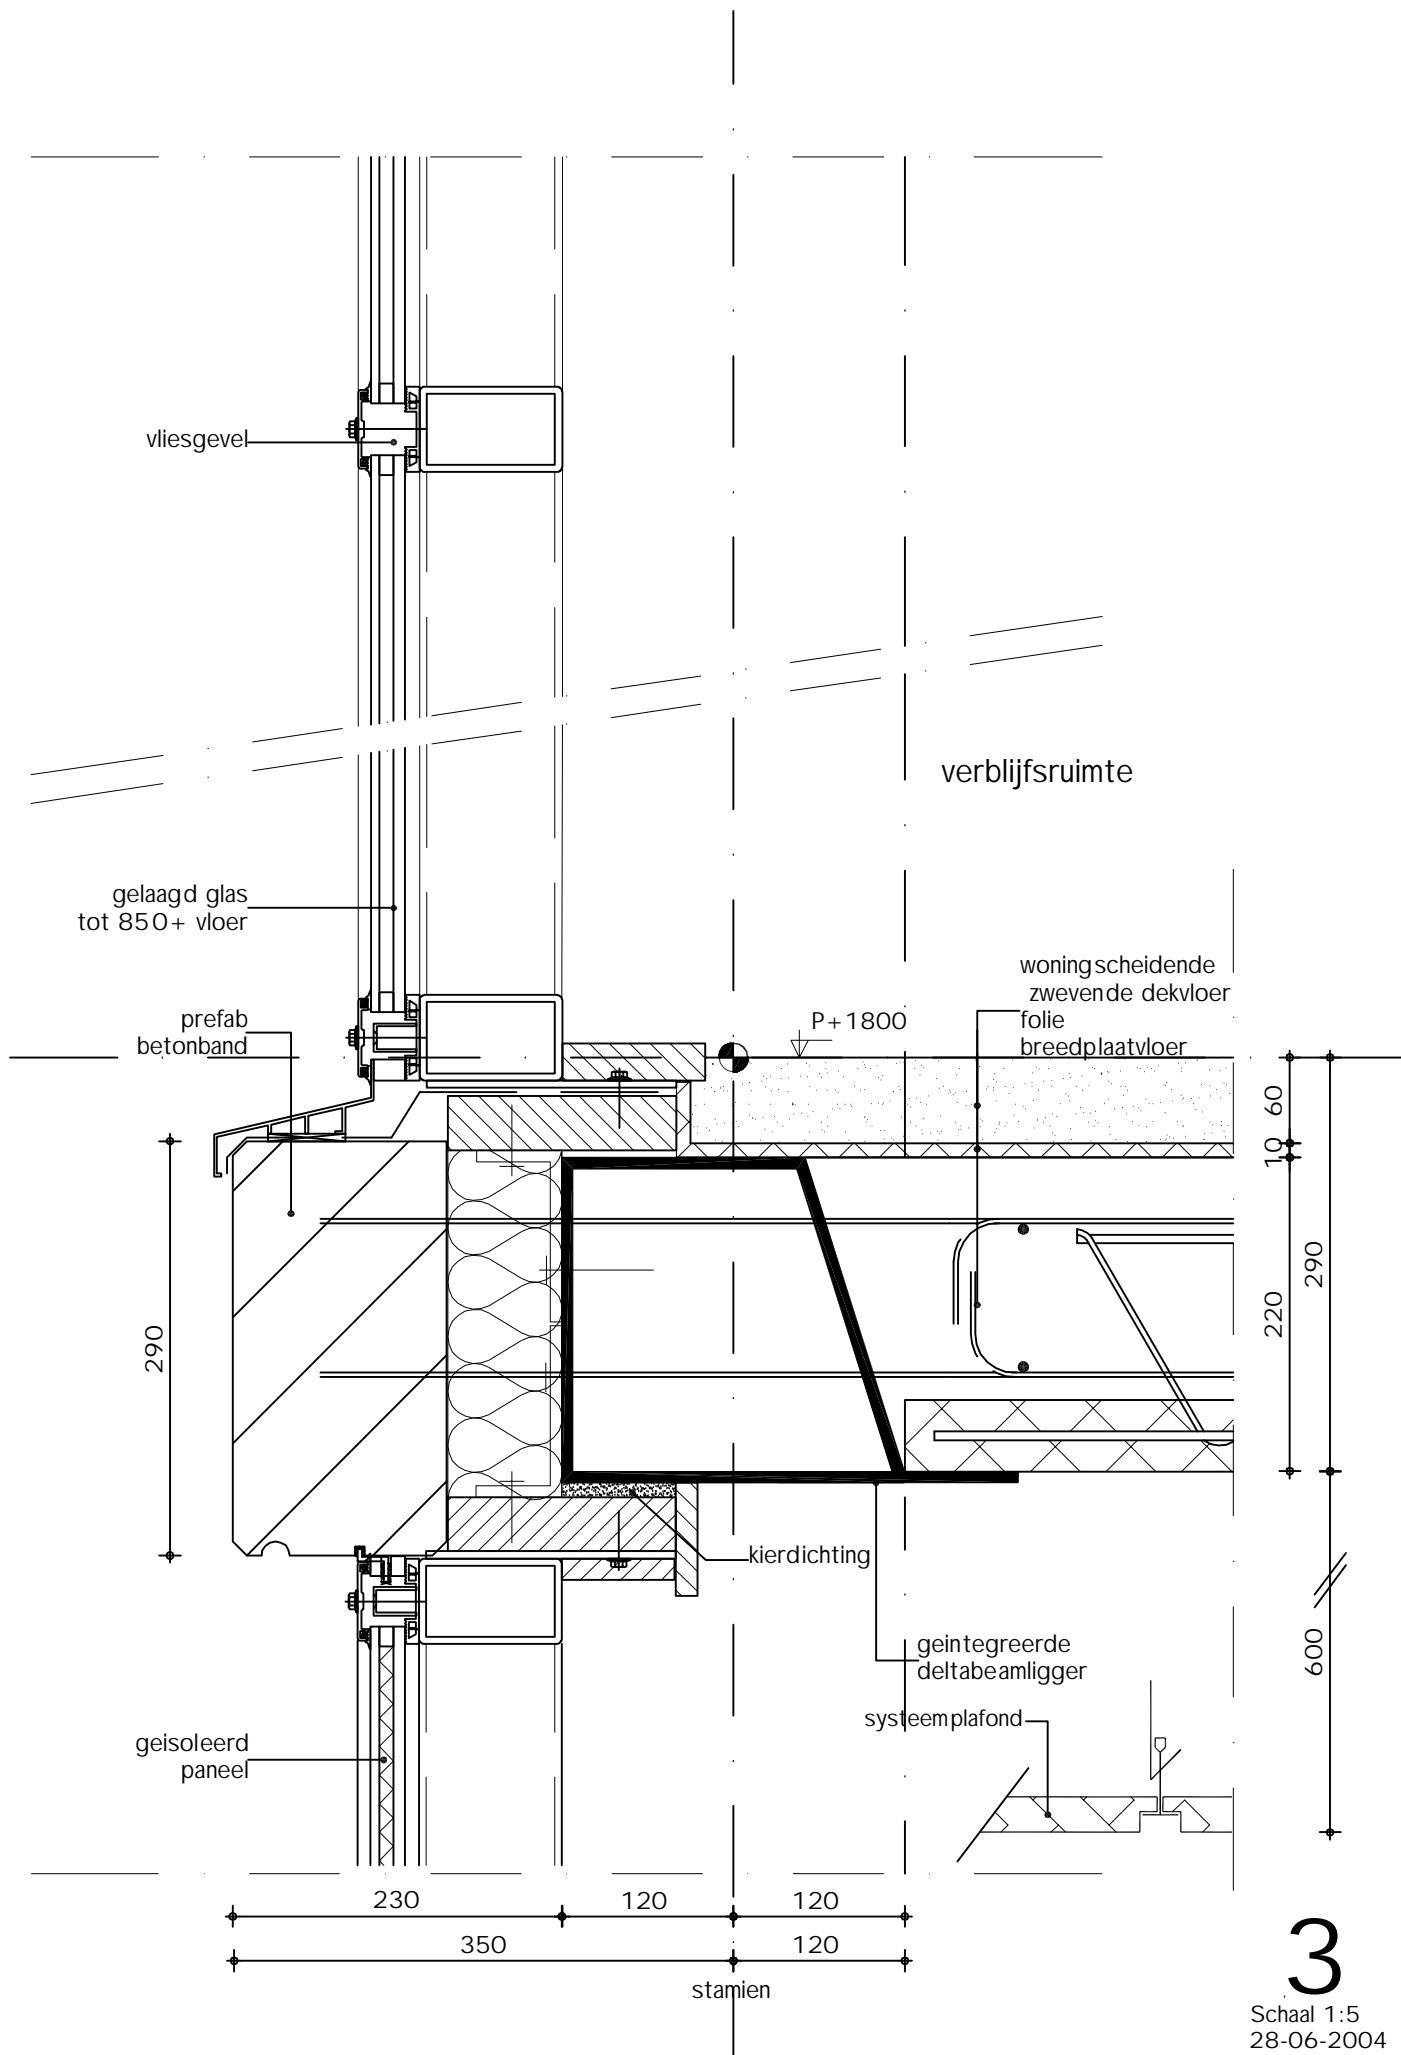 vliesgevel
verblijfsruimte
gelaagd glas
tot 850+ vloer
woningscheidende
zwevende dekvloer
folie
breedplaatvloer
prefab
betonband
P+1800
60
10
290
220
290
kierdichting
geintegreerde
deltabeamligger
600
systeemplafond
geisoleerd
paneel
230
120
120
350
120
stamien
3
Schaal 1:5
28-06-2004